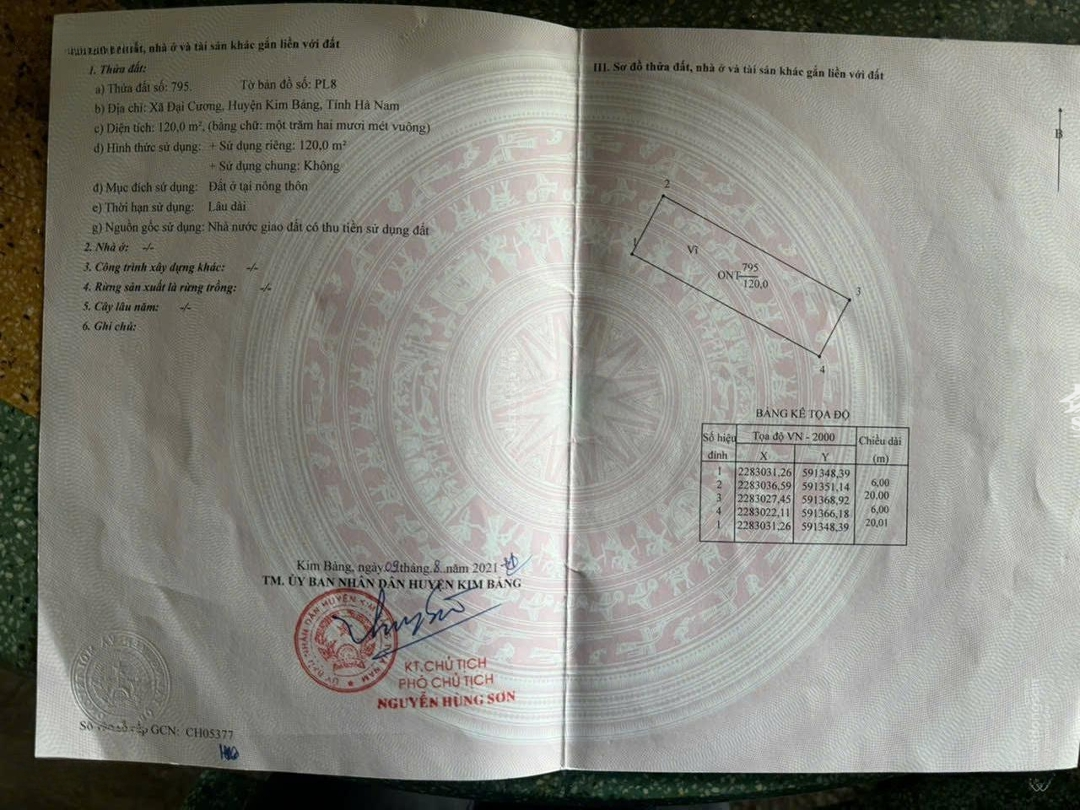 nhà ở và tài sản khác gắn liền với đất
1. Thửa đất:
a) Thửa đất số: 795. Tờ bản đồ số: PL8
b) Địa chỉ: Xã Đại Cương, Huyện Kim Bảng, Tỉnh Hà Nam
c) Diện tích: 120,0 m², (bằng chữ: một trăm hai mươi mét vuông)
d) Hình thức sử dụng: + Sử dụng riêng: 120,0 m²
+ Sử dụng chung: Không
đ) Mục đích sử dụng: Đất ở tại nông thôn
e) Thời hạn sử dụng: Lâu dài
g) Nguồn gốc sử dụng: Nhà nước giao đất có thu tiền sử dụng đất
2. Nhà ở: -/-
3. Công trình xây dựng khác: -/-
4. Rừng sản xuất là rừng trồng: -/-
5. Cây lâu năm: -/-
6. Ghi chú:
Kim Bảng, ngày 09 tháng 8 năm 2021
TM. ỦY BAN NHÂN DÂN HUYỆN KIM BẢNG
KT.CHỦ TỊCH
PHÓ CHỦ TỊCH
NGUYỄN HÙNG SƠN
GCN: CH05377
III. Sơ đồ thửa đất, nhà ở và tài sản khác gắn liền với đất
B
2
1
Vĩ
ONT 795
120,0
3
4
BẢNG KÊ TỌA ĐỘ
Số hiệu đỉnh Tọa độ VN - 2000 Chiều dài (m)
X Y
1 2283031,26 591348,39
6,00
2 2283036,59 591351,14
20,00
3 2283027,45 591368,92
6,00
4 2283022,11 591366,18
20,01
1 2283031,26 591348,39